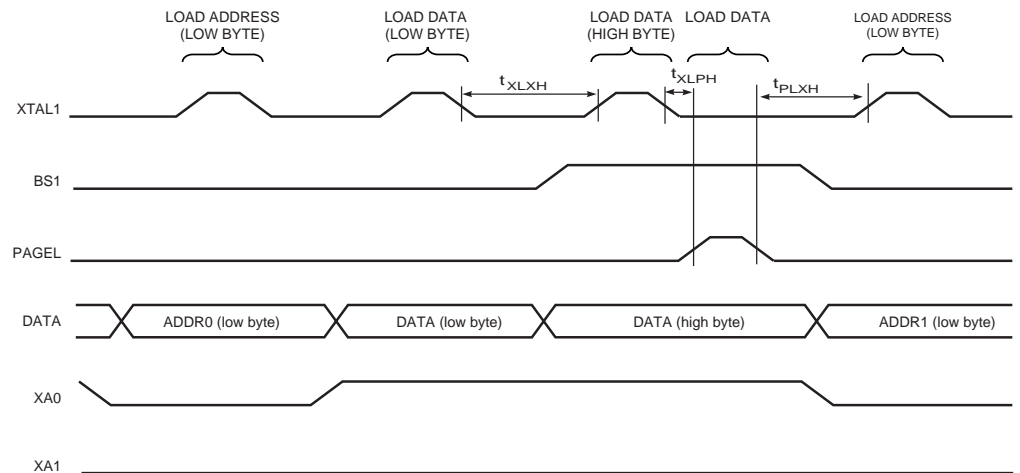 LOAD ADDRESS
(LOW BYTE)
LOAD DATA
(LOW BYTE)
LOAD DATA
(HIGH BYTE)
LOAD DATA
LOAD ADDRESS
(LOW BYTE)
tXLXH
tXLPH
tPLXH
XTAL1
BS1
PAGEL
DATA
ADDR0 (low byte)
DATA (low byte)
DATA (high byte)
ADDR1 (low byte)
XA0
XA1